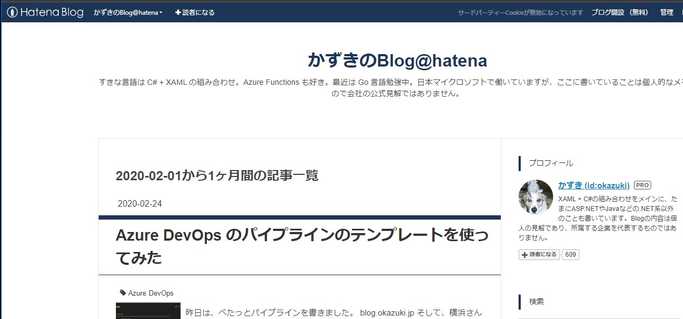 Hatena Blog かずきのBlog@hatena 読者になる サードパーティーCookieが無効になっています ブログ開設 （無料） 管理
かずきのBlog@hatena
すきな言語は C# + XAML の組み合わせ。Azure Functions も好き。最近は Go 言語勉強中。日本マイクロソフトで働いていますが、ここに書いていることは個人的なメモ
ので会社の公式見解ではありません。
2020-02-01から1ヶ月間の記事一覧
2020-02-24
Azure DevOps のパイプラインのテンプレートを使っ
てみた
Azure DevOps
昨日は、べたっとパイプラインを書きました。 blog.okazuki.jp そして、横浜さん
プロフィール
かずき (id:okazuki) PRO
XAML + C#の組み合わせをメインに、た
まにASP.NETやJavaなどの.NET系以外
のことも書いています。Blogの内容は個
人の見解であり、所属する企業を代表するものではあ
りません。
読者になる 609
検索